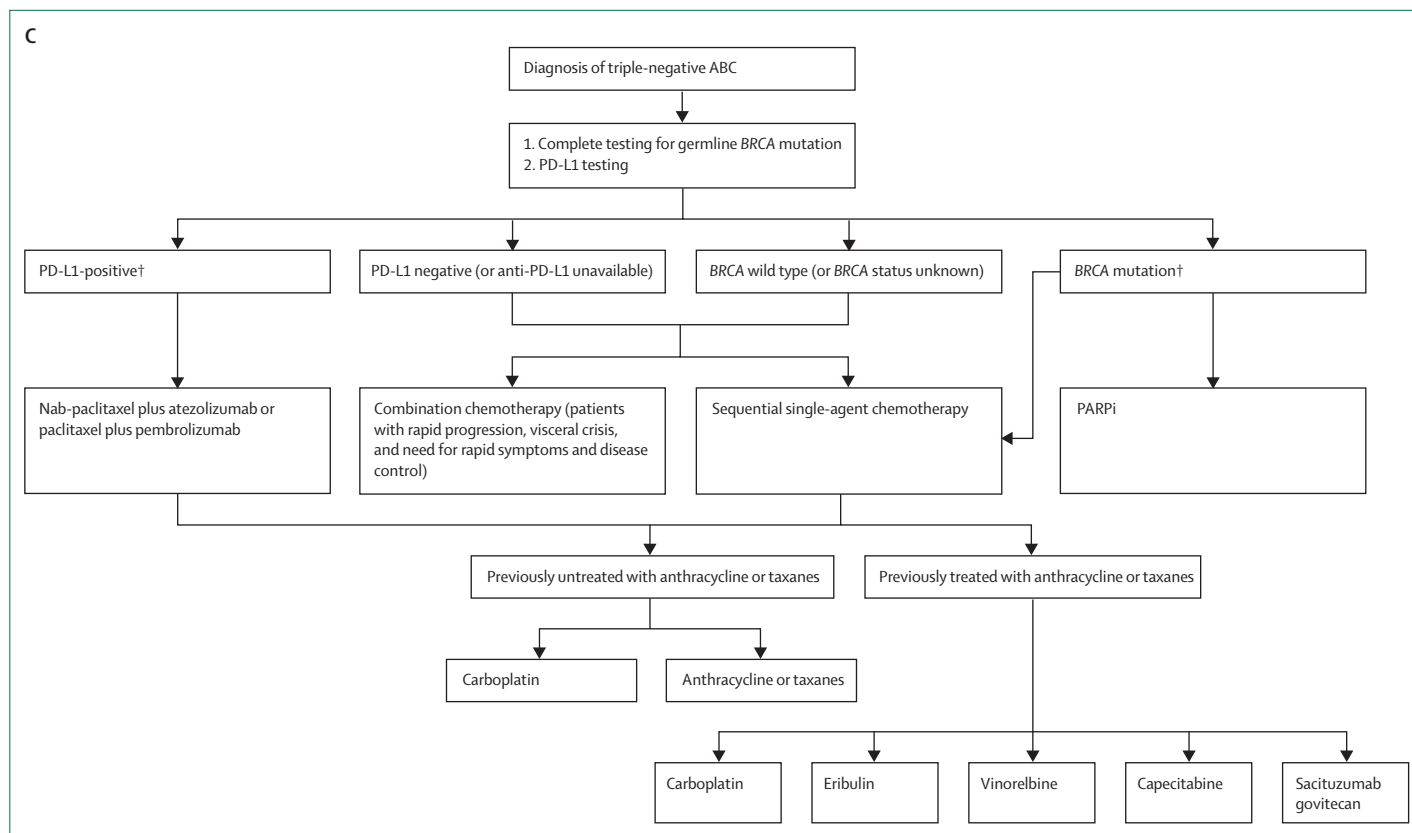 C
Diagnosis of triple-negative ABC
1. Complete testing for germline BRCA mutation
2. PD-L1 testing
PD-L1-positive†
PD-L1 negative (or anti-PD-L1 unavailable)
BRCA wild type (or BRCA status unknown)
BRCA mutation†
Nab-paclitaxel plus atezolizumab or
paclitaxel plus pembrolizumab
Combination chemotherapy (patients
with rapid progression, visceral crisis,
and need for rapid symptoms and disease
control)
Sequential single-agent chemotherapy
PARPi
Previously untreated with anthracycline or taxanes
Previously treated with anthracycline or taxanes
Carboplatin
Anthracycline or taxanes
Carboplatin
Eribulin
Vinorelbine
Capecitabine
Sacituzumab
govitecan